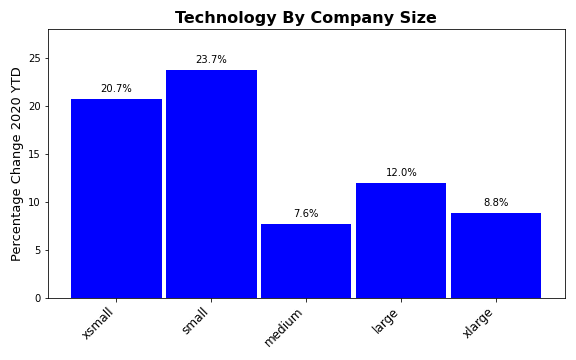 Technology By Company Size
Percentage Change 2020 YTD
25
20
15
10
5
0
20.7%
23.7%
7.6%
12.0%
8.8%
xsmall
small
medium
large
xlarge